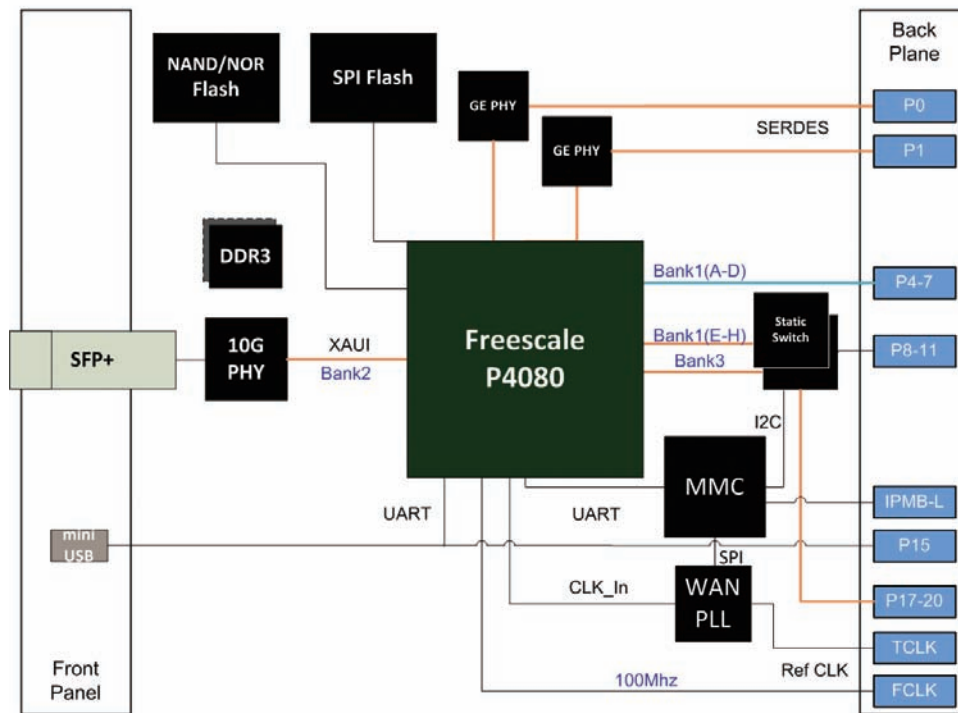 Back
Plane
NAND/NOR
Flash
SPI Flash
GE PHY
P0
SERDES
GE PHY
P1
DDR3
Bank1(A-D)
P4-7
Static
Switch
SFP+
10G
PHY
XAUI
Bank2
Freescale
P4080
Bank1(E-H)
Bank3
P8-11
I2C
MMC
UART
UART
IPMB-L
mini
USB
P15
SPI
CLK_In
WAN
PLL
P17-20
TCLK
Front
Panel
100Mhz
Ref CLK
FCLK